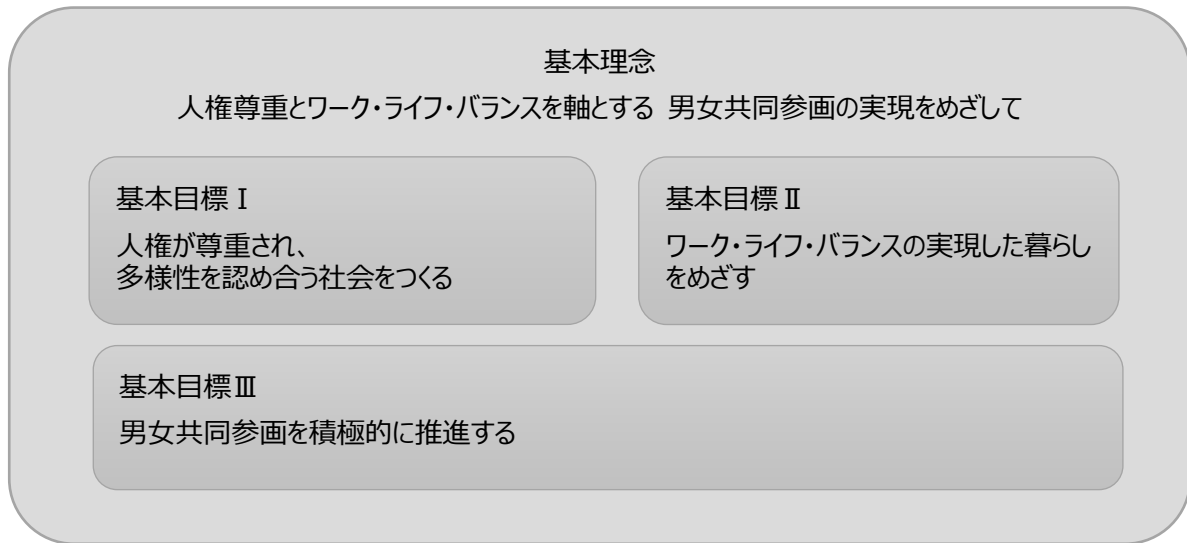 基本理念
人権尊重とワーク・ライフ・バランスを軸とする 男女共同参画の実現をめざして
基本目標Ⅰ
人権が尊重され、
多様性を認め合う社会をつくる
基本目標Ⅱ
ワーク・ライフ・バランスの実現した暮らし
をめざす
基本目標Ⅲ
男女共同参画を積極的に推進する